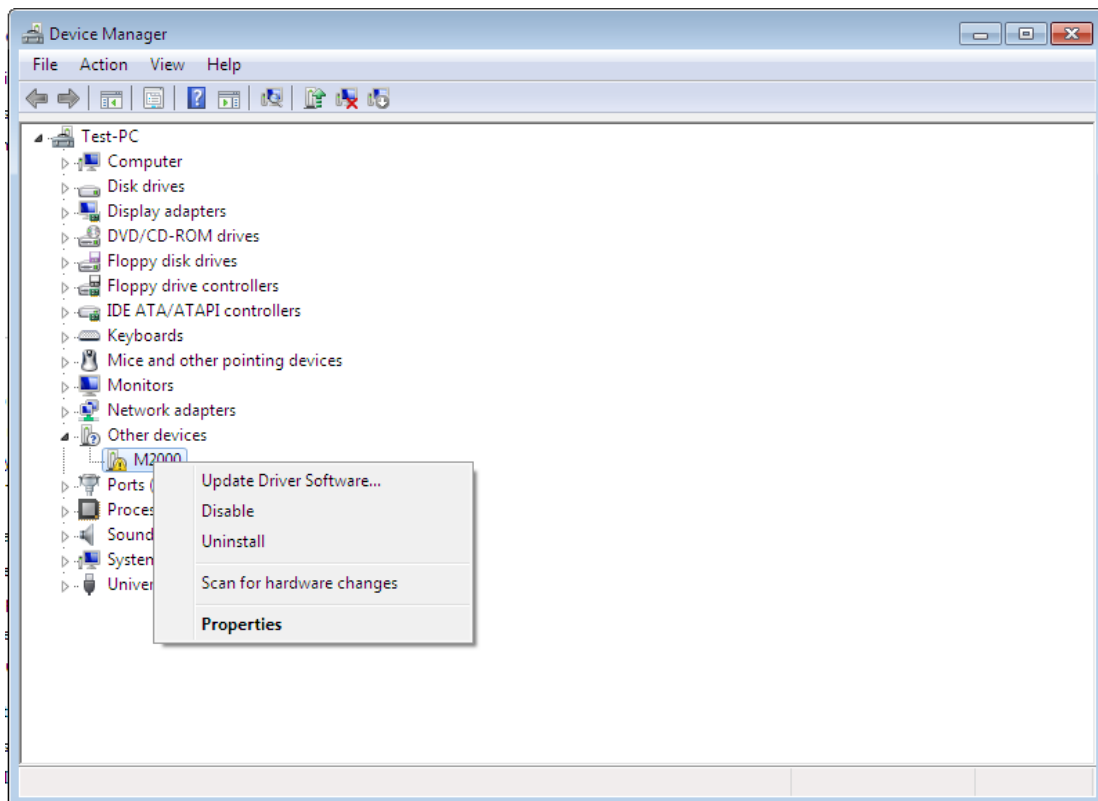 Device Manager
File Action View Help
Test-PC
Computer
Disk drives
Display adapters
DVD/CD-ROM drives
Floppy disk drives
Floppy drive controllers
IDE ATA/ATAPI controllers
Keyboards
Mice and other pointing devices
Monitors
Network adapters
Other devices
M2000
Update Driver Software...
Ports (
Disable
Proces
Uninstall
Sound
System
Scan for hardware changes
Univer
Properties